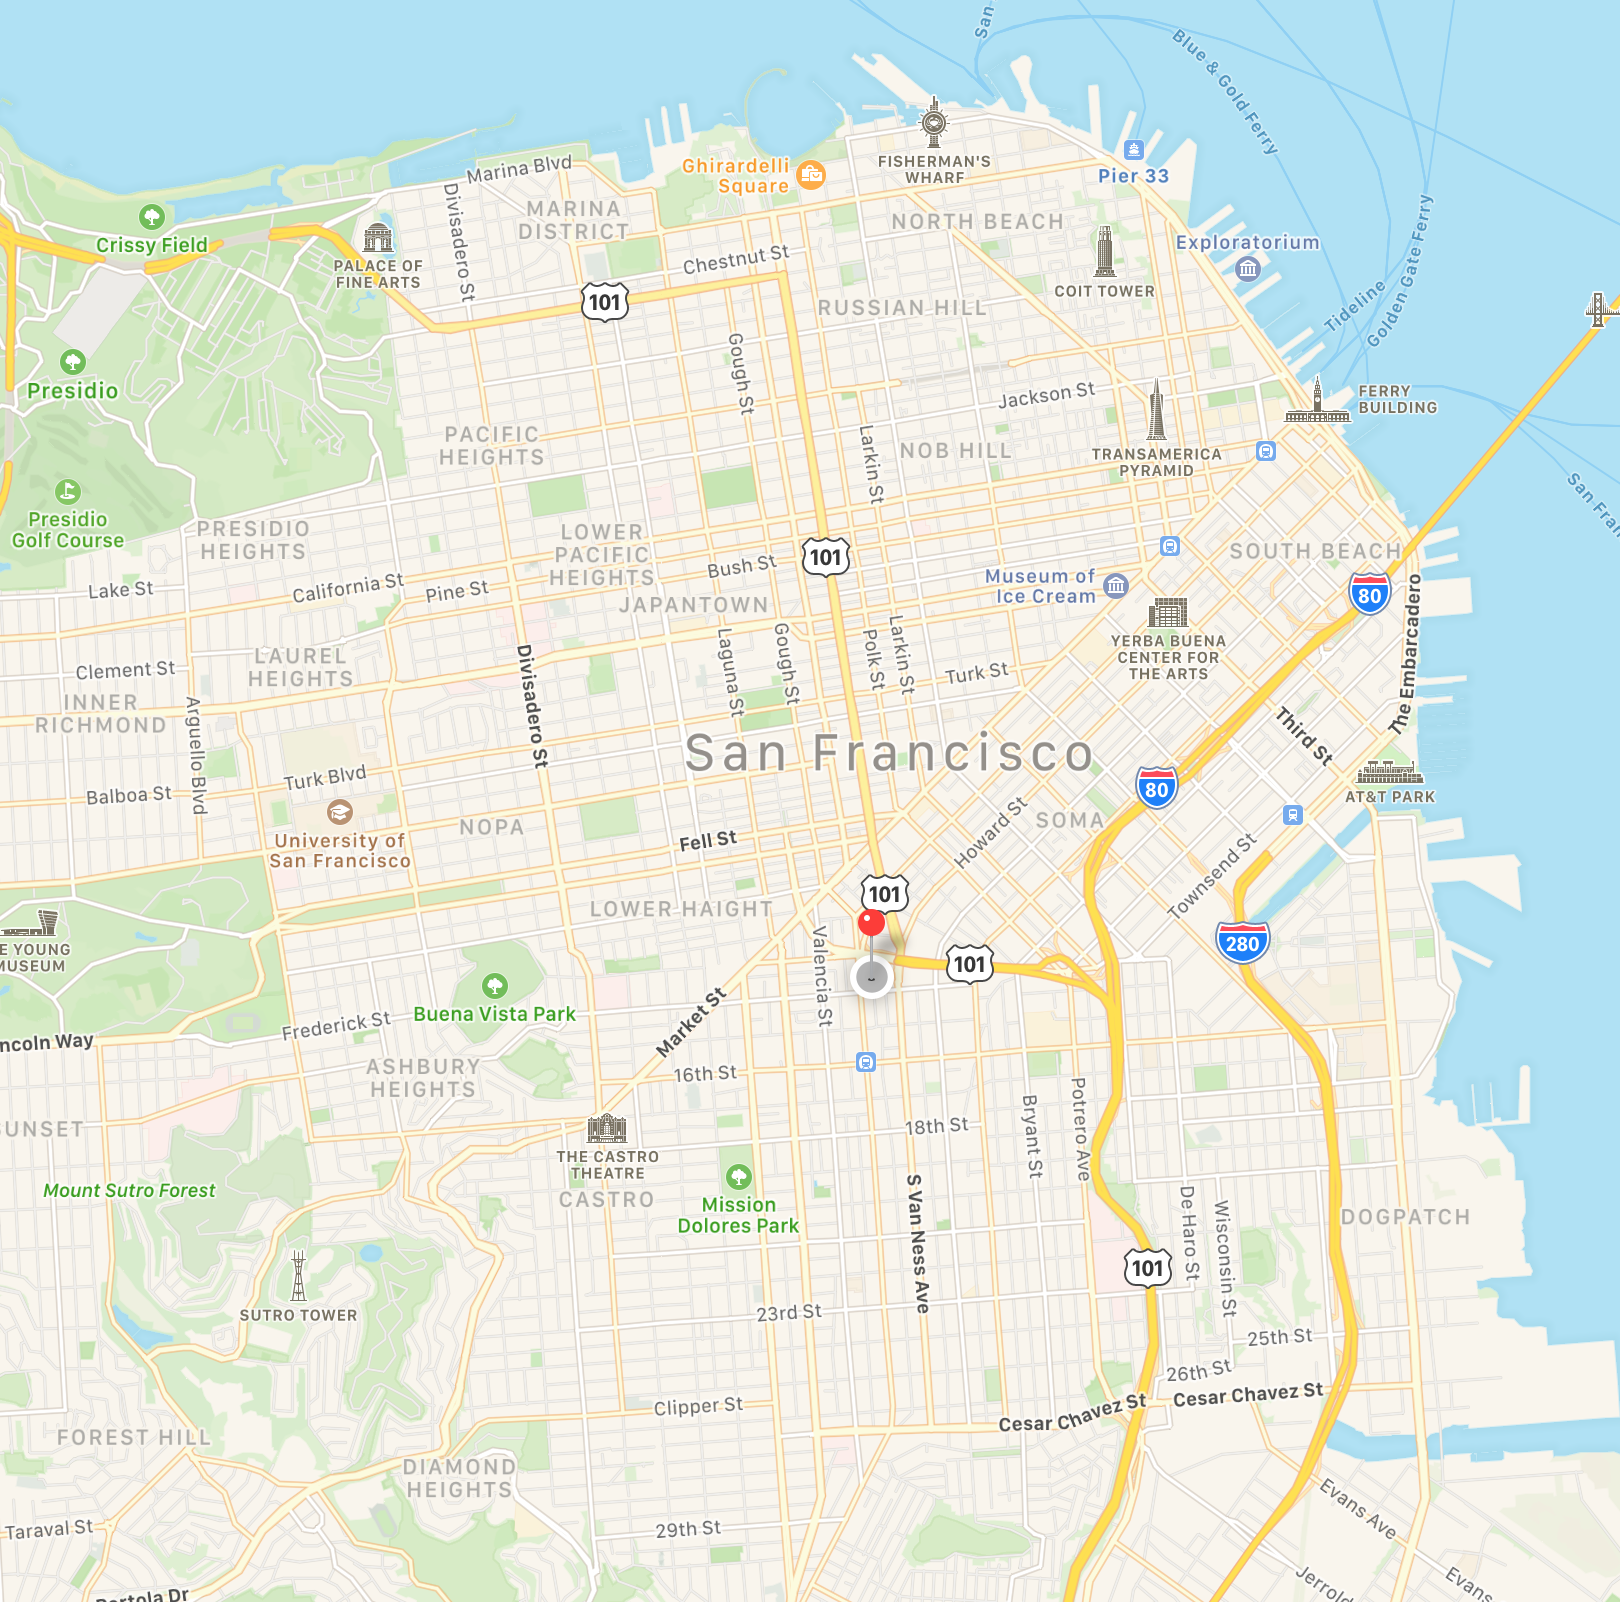 San
Blue & Gold Ferry
Marina Blvd
Ghirardelli
Square
FISHERMAN'S
WHARF
Pier 33
Divisadero St
MARINA
DISTRICT
NORTH BEACH
Crissy Field
Exploratorium
PALACE OF
FINE ARTS
Chestnut St
COIT TOWER
Golden Gate Ferry
Tideline
101
RUSSIAN HILL
Gough St
Presidio
Jackson St
FERRY
BUILDING
PACIFIC
HEIGHTS
Larkin St
NOB HILL
TRANSAMERICA
PYRAMID
Presidio
Golf Course
PRESIDIO
HEIGHTS
LOWER
PACIFIC
HEIGHTS
101
SOUTH BEACH
San Fran
Lake St
California St
Pine St
Bush St
Museum of
Ice Cream
80
JAPANTOWN
YERBA BUENA
CENTER FOR
THE ARTS
The Embarcadero
Clement St
LAUREL
HEIGHTS
Divisadero St
Laguna St
Gough St
Polk St
Larkin St
Turk St
INNER
RICHMOND
Arguello Blvd
Third St
San Francisco
Balboa St
Turk Blvd
80
AT&T PARK
University of
San Francisco
NOPA
Fell St
Howard St
SOMA
Townsend St
LOWER HAIGHT
101
E YOUNG
MUSEUM
Valencia St
101
280
Buena Vista Park
Market St
Frederick St
ncoln Way
ASHBURY
HEIGHTS
16th St
Potrero Ave
Bryant St
18th St
UNSET
THE CASTRO
THEATRE
CASTRO
Mission
Dolores Park
Mount Sutro Forest
S Van Ness Ave
De Haro St
Wisconsin St
DOGPATCH
101
SUTRO TOWER
23rd St
25th St
26th St
Clipper St
Cesar Chavez St
Cesar Chavez St
FOREST HILL
DIAMOND
HEIGHTS
Evans Ave
Taraval St
29th St
Jerrold
Evans
Portola Dr